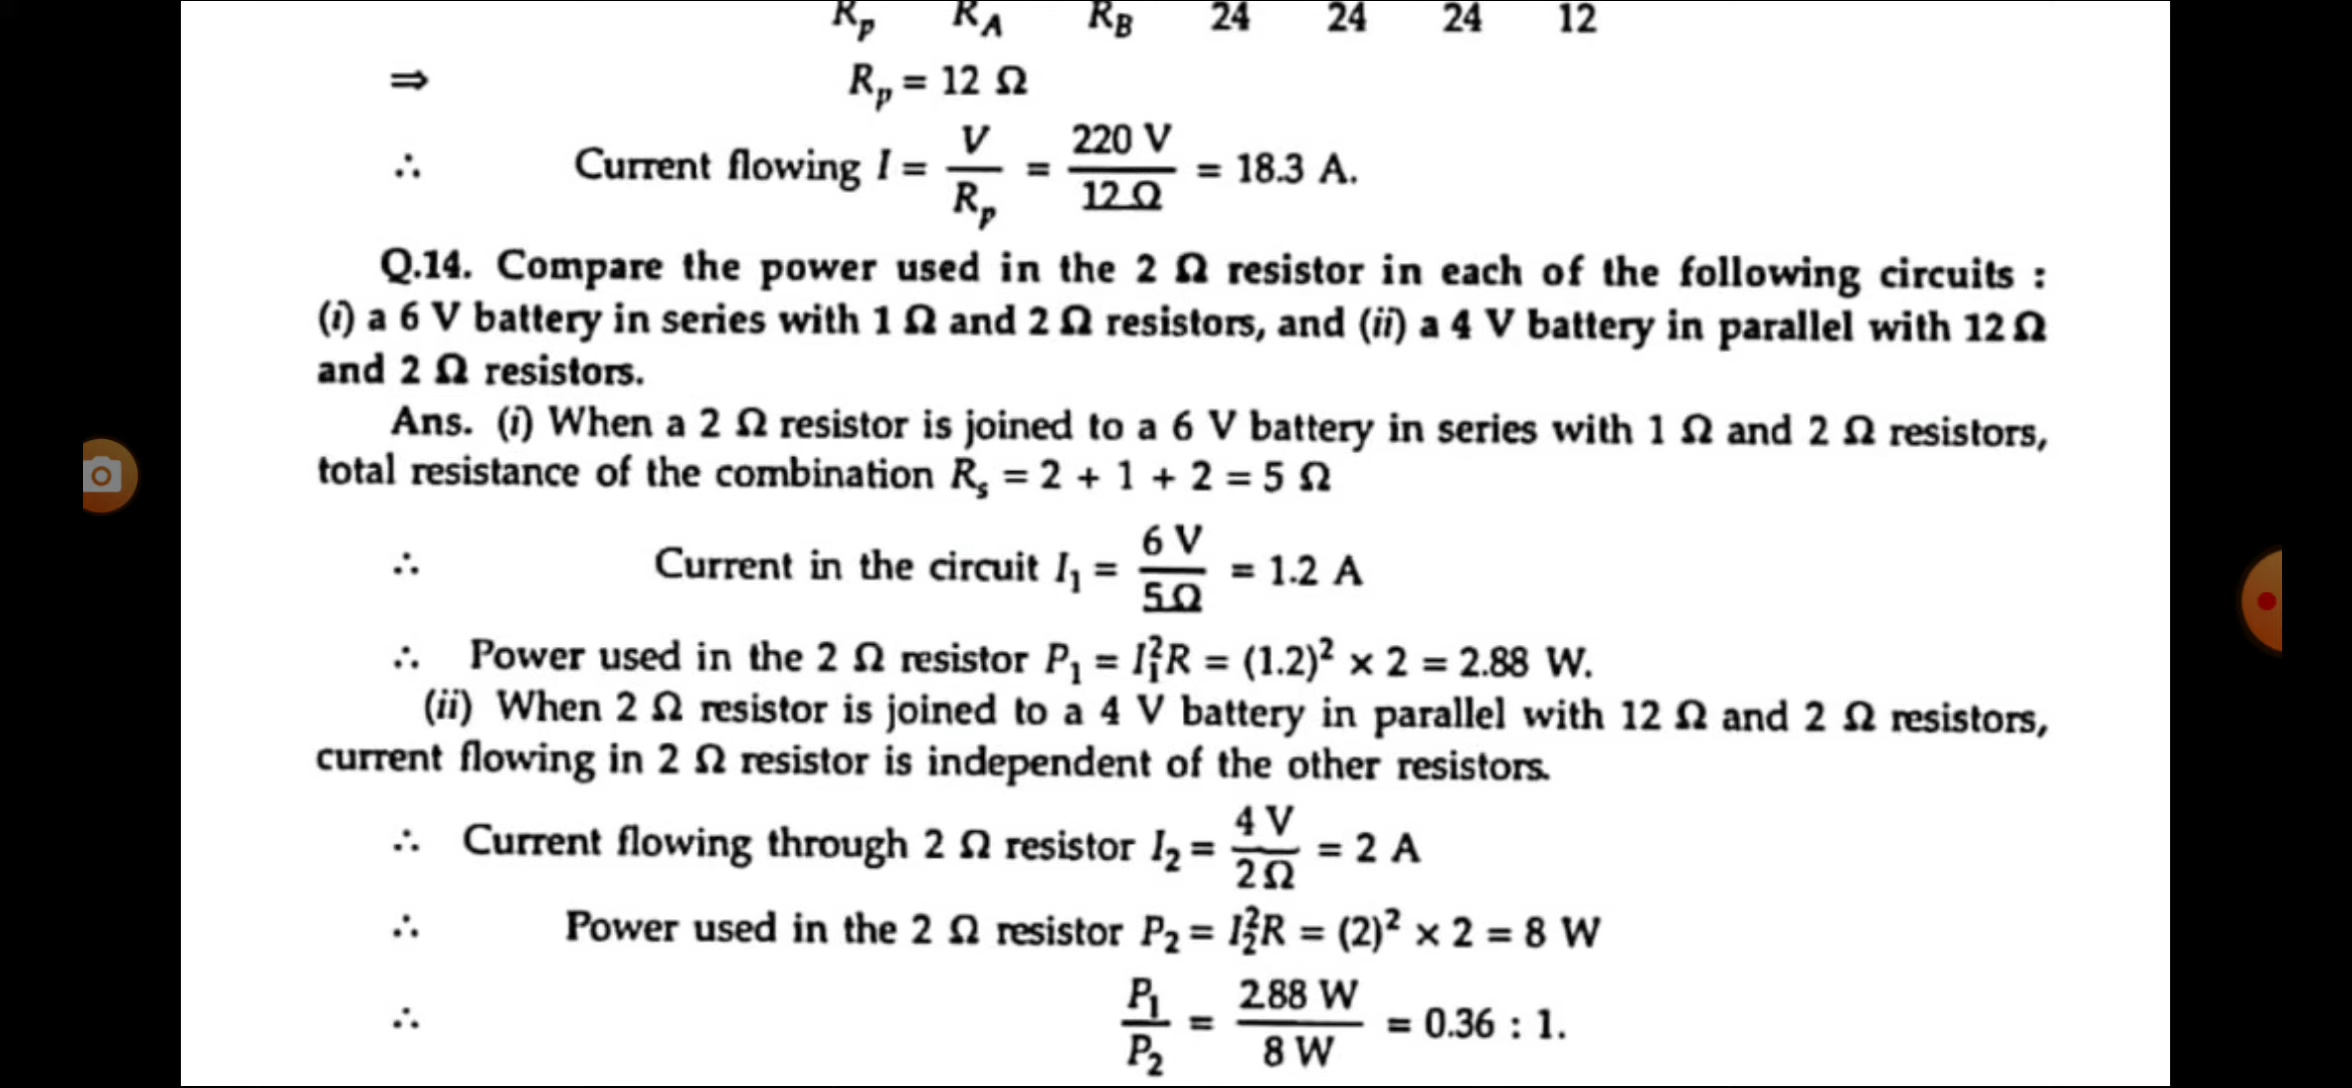 Rp RA RB 24 24 24 12
⇒ Rp = 12 Ω
∴ Current flowing I = V/Rp = 220 V/12 Ω = 18.3 A.
Q.14. Compare the power used in the 2 Ω resistor in each of the following circuits :
(i) a 6 V battery in series with 1 Ω and 2 Ω resistors, and (ii) a 4 V battery in parallel with 12 Ω
and 2 Ω resistors.
Ans. (i) When a 2 Ω resistor is joined to a 6 V battery in series with 1 Ω and 2 Ω resistors,
total resistance of the combination Rs = 2 + 1 + 2 = 5 Ω
∴ Current in the circuit I₁ = 6 V/5 Ω = 1.2 A
∴ Power used in the 2 Ω resistor P₁ = I₁²R = (1.2)² × 2 = 2.88 W.
(ii) When 2 Ω resistor is joined to a 4 V battery in parallel with 12 Ω and 2 Ω resistors,
current flowing in 2 Ω resistor is independent of the other resistors.
∴ Current flowing through 2 Ω resistor I₂ = 4 V/2 Ω = 2 A
∴ Power used in the 2 Ω resistor P₂ = I₂²R = (2)² × 2 = 8 W
∴ P₁/P₂ = 2.88 W/8 W = 0.36 : 1.